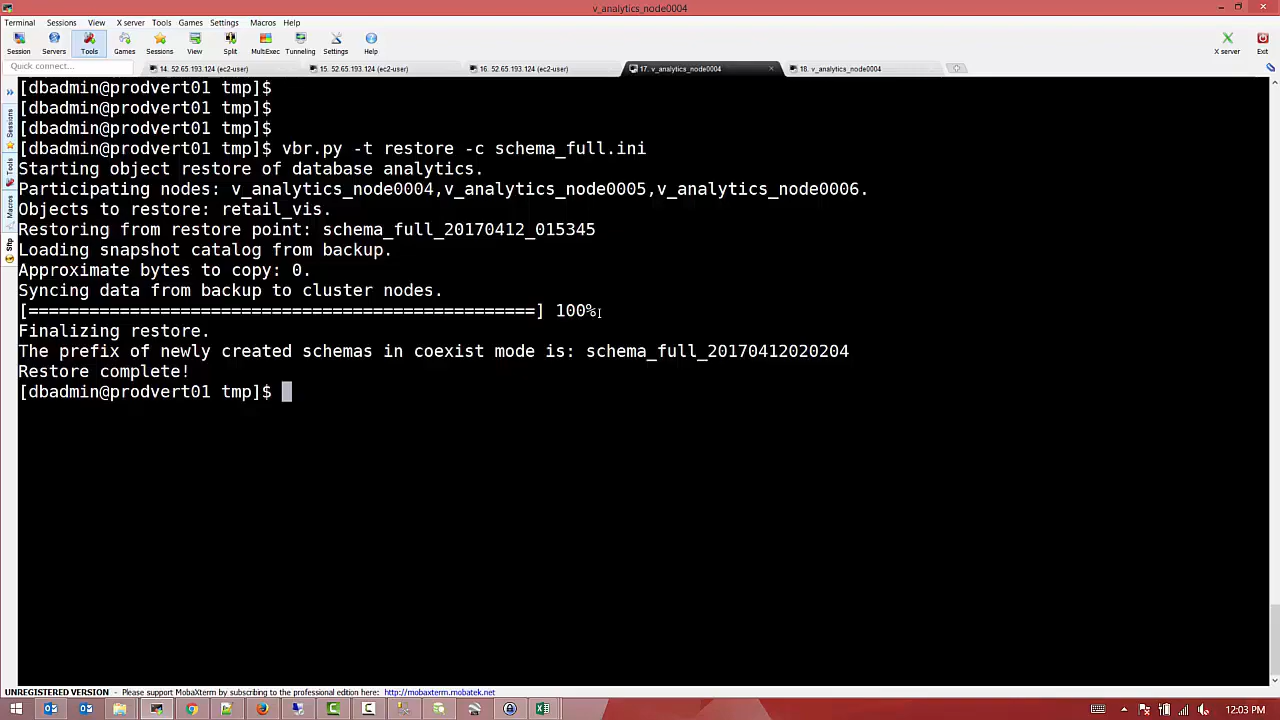 v_analytics_node0004
Terminal Sessions View X server Tools Games Settings Macros Help
Session Servers Tools Games Sessions View Split MultiExec Tunneling Settings Help X server Exit
Quick connect... 14. 52.65.193.124 (ec2-user) 15. 52.65.193.124 (ec2-user) 16. 52.65.193.124 (ec2-user) 17. v_analytics_node0004 18. v_analytics_node0004
Sessions
Tools
Macros
Sftp
[dbadmin@prodvert01 tmp]$
[dbadmin@prodvert01 tmp]$
[dbadmin@prodvert01 tmp]$
[dbadmin@prodvert01 tmp]$ vbr.py -t restore -c schema_full.ini
Starting object restore of database analytics.
Participating nodes: v_analytics_node0004,v_analytics_node0005,v_analytics_node0006.
Objects to restore: retail_vis.
Restoring from restore point: schema_full_20170412_015345
Loading snapshot catalog from backup.
Approximate bytes to copy: 0.
Syncing data from backup to cluster nodes.
[==================================================] 100%
Finalizing restore.
The prefix of newly created schemas in coexist mode is: schema_full_20170412020204
Restore complete!
[dbadmin@prodvert01 tmp]$
UNREGISTERED VERSION - Please support MobaXterm by subscribing to the professional edition here: http://mobaxterm.mobatek.net
12:03 PM